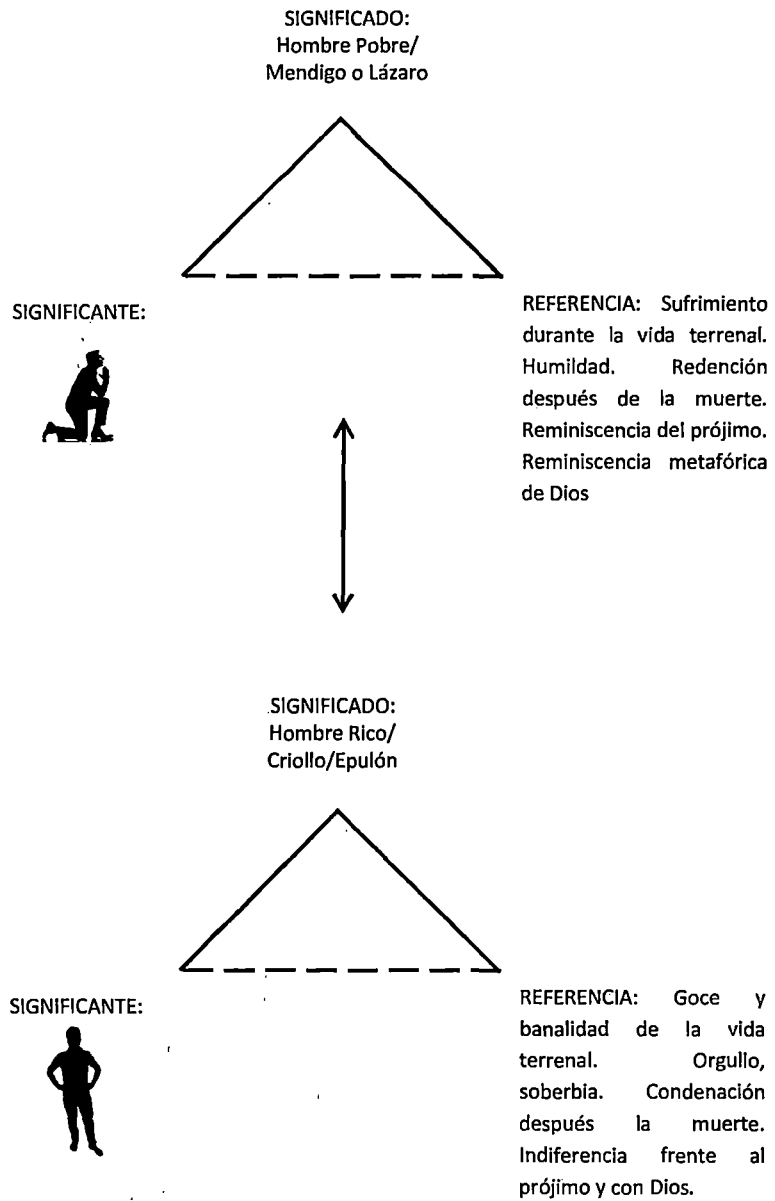 SIGNIFICADO:
Hombre Pobre/
Mendigo o Lázaro
SIGNIFICANTE:
REFERENCIA: Sufrimiento
durante la vida terrenal.
Humildad. Redención
después de la muerte.
Reminiscencia del prójimo.
Reminiscencia metafórica
de Dios
SIGNIFICADO:
Hombre Rico/
Criollo/Epulón
SIGNIFICANTE:
REFERENCIA: Goce y
banalidad de la vida
terrenal. Orgullo,
soberbia. Condenación
después la muerte.
Indiferencia frente al
prójimo y con Dios.